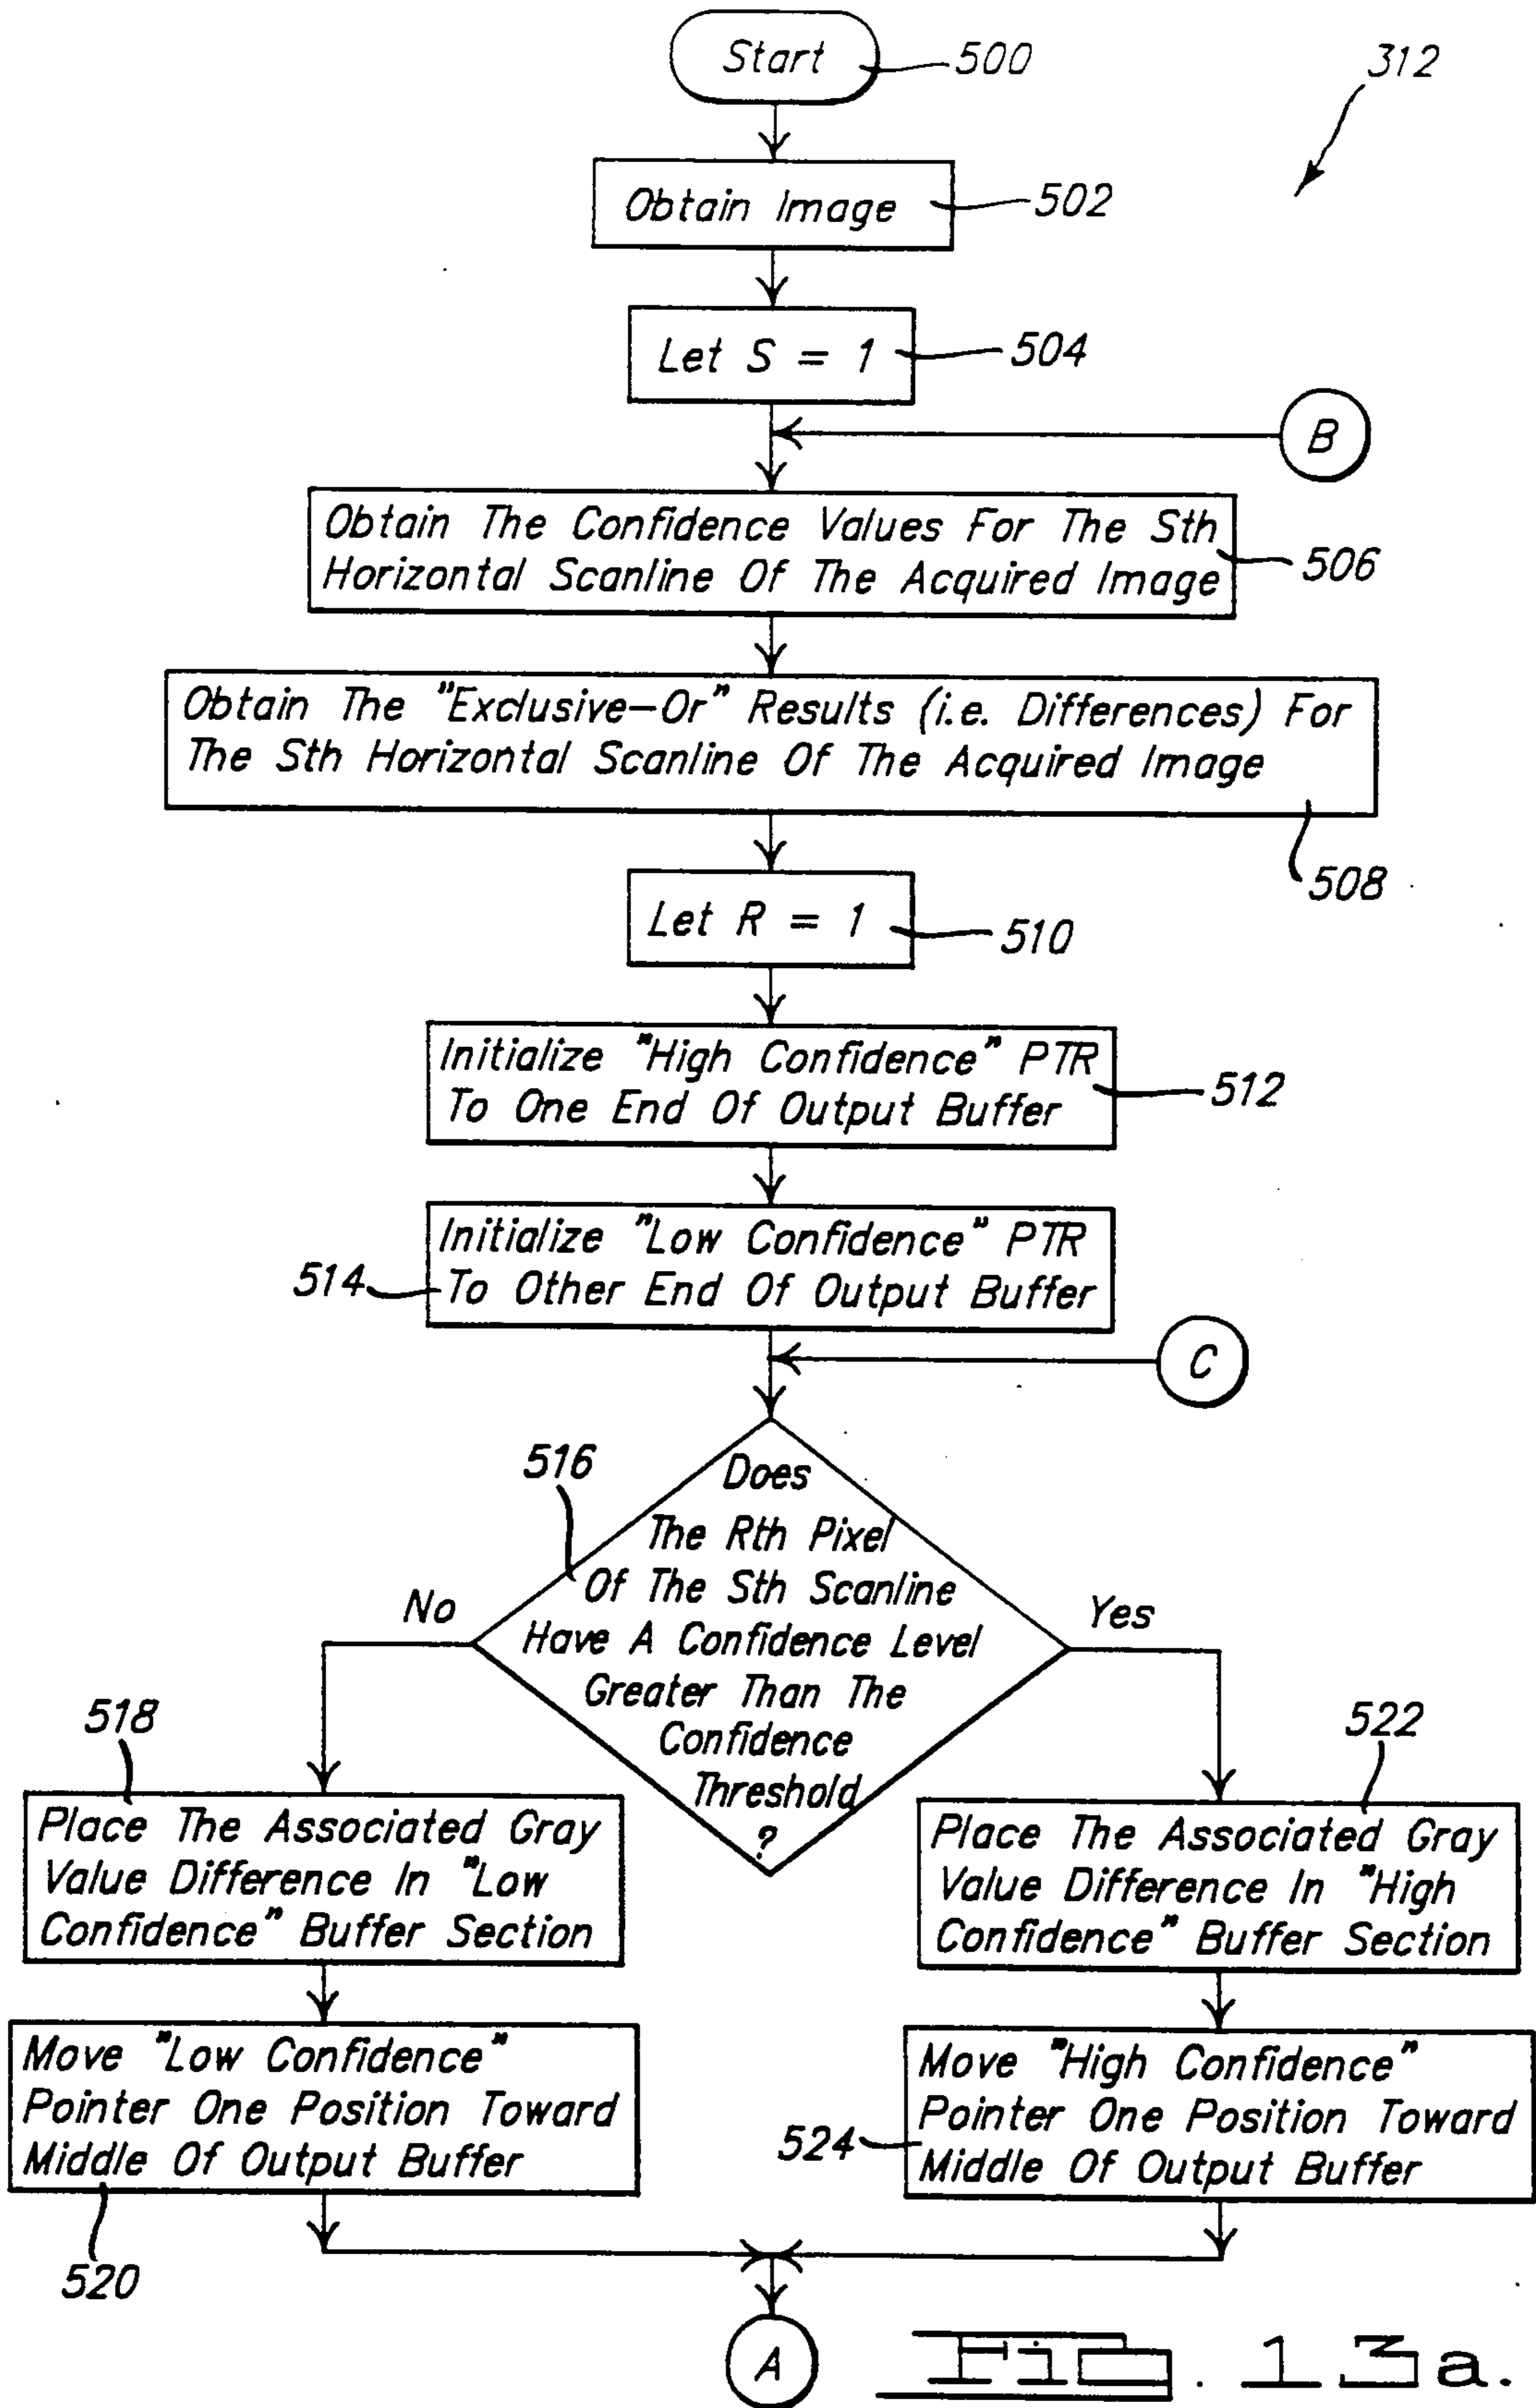 Start
500
312
Obtain Image
502
Let S = 1
504
B
Obtain The Confidence Values For The Sth
Horizontal Scanline Of The Acquired Image
506
Obtain The "Exclusive-Or" Results (i.e. Differences) For
The Sth Horizontal Scanline Of The Acquired Image
508
Let R = 1
510
Initialize "High Confidence" PTR
To One End Of Output Buffer
512
Initialize "Low Confidence" PTR
To Other End Of Output Buffer
514
C
516
Does
The Rth Pixel
Of The Sth Scanline
Have A Confidence Level
Greater Than The
Confidence
Threshold
?
No
Yes
518
Place The Associated Gray
Value Difference In "Low
Confidence" Buffer Section
522
Place The Associated Gray
Value Difference In "High
Confidence" Buffer Section
Move "Low Confidence"
Pointer One Position Toward
Middle Of Output Buffer
520
Move "High Confidence"
Pointer One Position Toward
Middle Of Output Buffer
524
A
Fig. 13a.